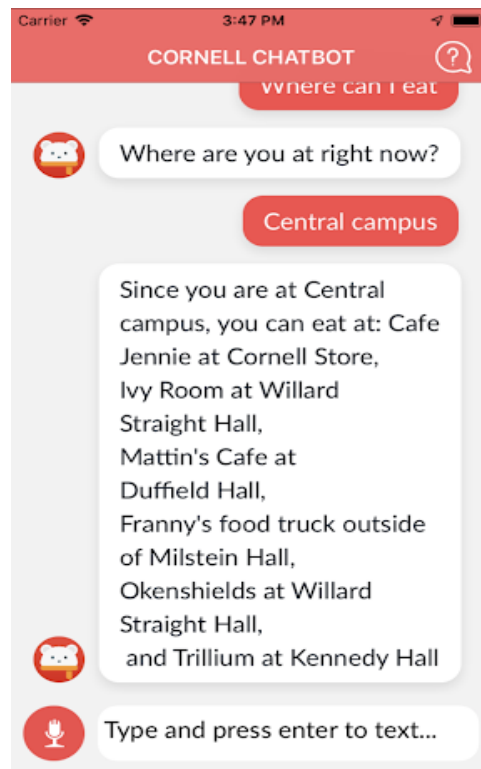 Carrier 3:47 PM
CORNELL CHATBOT
Where can I eat
Where are you at right now?
Central campus
Since you are at Central
campus, you can eat at: Cafe
Jennie at Cornell Store,
Ivy Room at Willard
Straight Hall,
Mattin's Cafe at
Duffield Hall,
Franny's food truck outside
of Milstein Hall,
Okenshields at Willard
Straight Hall,
and Trillium at Kennedy Hall
Type and press enter to text...